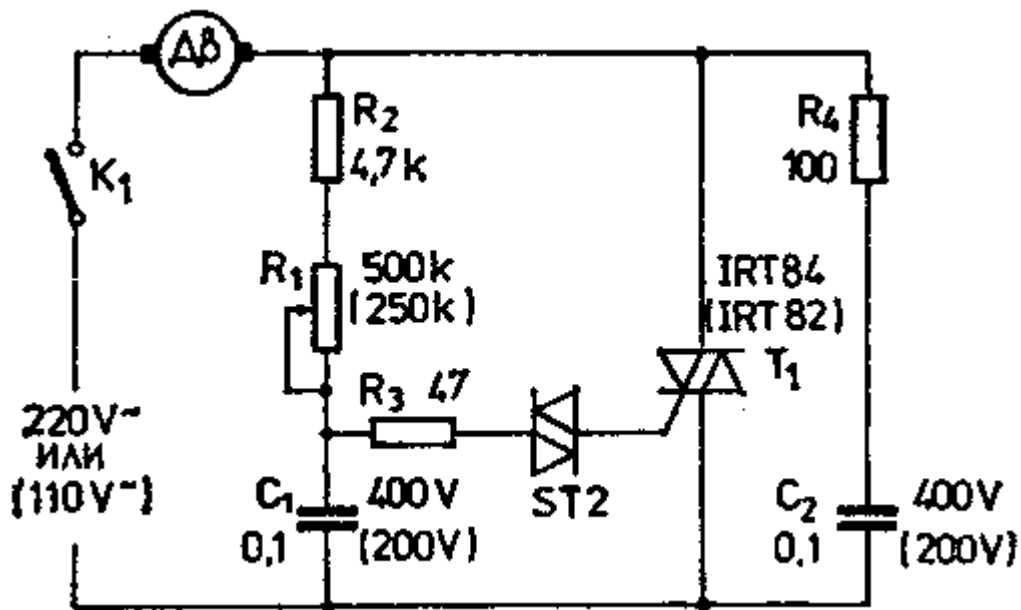 ДВ
R2
4,7k
R4
100
K1
R1
500k
(250k)
IRT84
(IRT82)
T1
R3 47
220V~
ИЛИ
(110V~)
ST2
C1
0,1
400V
(200V)
C2
0,1
400V
(200V)